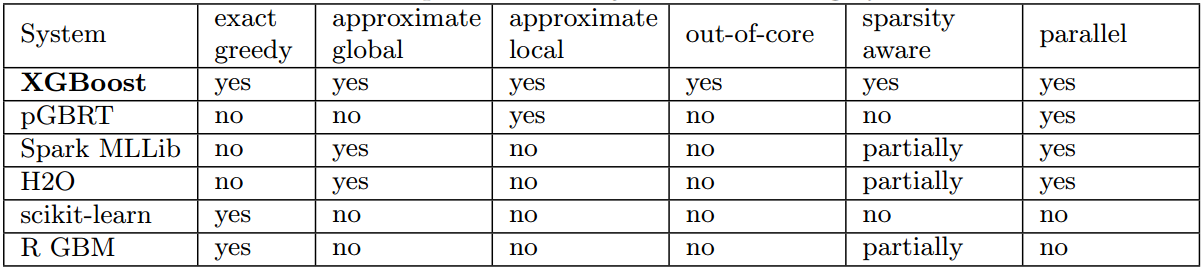 System exact greedy approximate global approximate local out-of-core sparsity aware parallel
XGBoost yes yes yes yes yes yes
pGBRT no no yes no no yes
Spark MLLib no yes no no partially yes
H2O no yes no no partially yes
scikit-learn yes no no no no no
R GBM yes no no no partially no